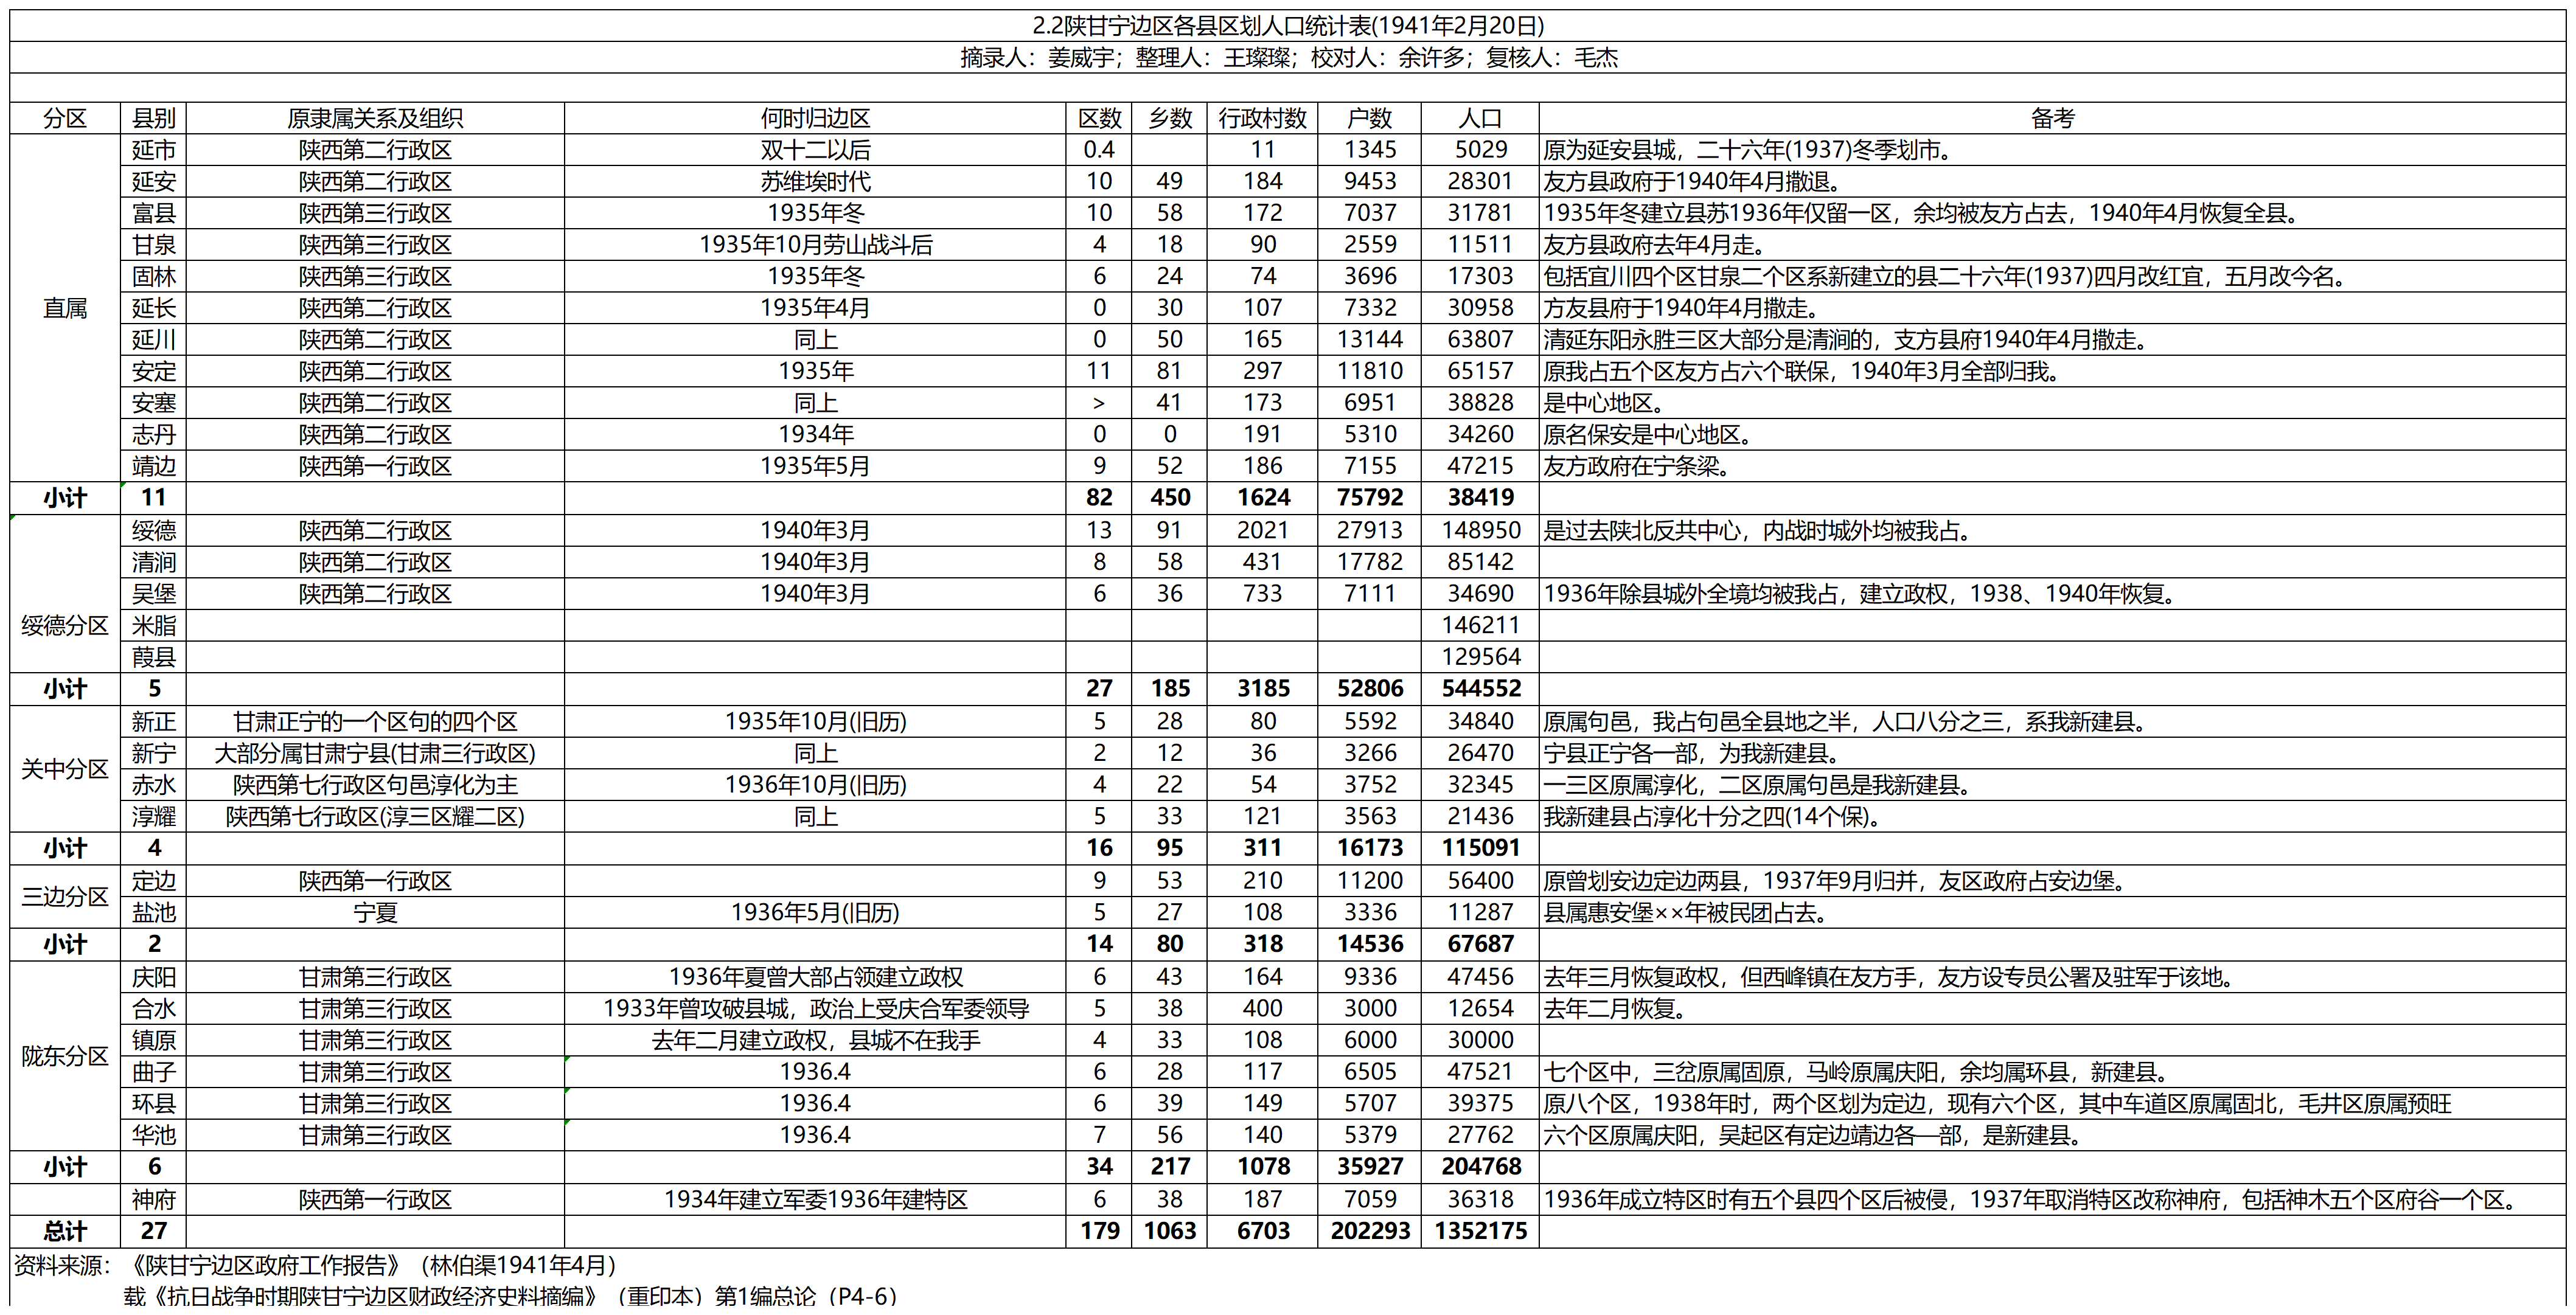 2.2陕甘宁边区各县区划人口统计表(1941年2月20日)
摘录人：姜威宇；整理人：王璨璨；校对人：余许多；复核人：毛杰
分区 县别 原隶属关系及组织 何时归边区 区数 乡数 行政村数 户数 人口 备考
直属 延市 陕西第二行政区 双十二以后 0.4 11 1345 5029 原为延安县城，二十六年(1937)冬季划市。
延安 陕西第二行政区 苏维埃时代 10 49 184 9453 28301 友方县政府于1940年4月撤退。
富县 陕西第三行政区 1935年冬 10 58 172 7037 31781 1935年冬建立县苏1936年仅留一区，余均被友方占去，1940年4月恢复全县。
甘泉 陕西第三行政区 1935年10月劳山战斗后 4 18 90 2559 11511 友方县政府去年4月走。
固林 陕西第三行政区 1935年冬 6 24 74 3696 17303 包括宜川四个区甘泉二个区系新建立的县二十六年(1937)四月改红宜，五月改今名。
延长 陕西第二行政区 1935年4月 0 30 107 7332 30958 方友县府于1940年4月撤走。
延川 陕西第二行政区 同上 0 50 165 13144 63807 清延东阳永胜三区大部分是清涧的，支方县府1940年4月撤走。
安定 陕西第二行政区 1935年 11 81 297 11810 65157 原我占五个区友方占六个联保，1940年3月全部归我。
安塞 陕西第二行政区 同上 > 41 173 6951 38828 是中心地区。
志丹 陕西第二行政区 1934年 0 0 191 5310 34260 原名保安是中心地区。
靖边 陕西第一行政区 1935年5月 9 52 186 7155 47215 友方政府在宁条梁。
小计 11 82 450 1624 75792 38419
绥德分区 绥德 陕西第二行政区 1940年3月 13 91 2021 27913 148950 是过去陕北反共中心，内战时城外均被我占。
清涧 陕西第二行政区 1940年3月 8 58 431 17782 85142
吴堡 陕西第二行政区 1940年3月 6 36 733 7111 34690 1936年除县城外全境均被我占，建立政权，1938、1940年恢复。
米脂 146211
葭县 129564
小计 5 27 185 3185 52806 544552
关中分区 新正 甘肃正宁的一个区旬的四个区 1935年10月(旧历) 5 28 80 5592 34840 原属旬邑，我占旬邑全县地之半，人口八分之三，系我新建县。
新宁 大部分属甘肃宁县(甘肃三行政区) 同上 2 12 36 3266 26470 宁县正宁各一部，为我新建县。
赤水 陕西第七行政区旬邑淳化为主 1936年10月(旧历) 4 22 54 3752 32345 一三区原属淳化，二区原属旬邑是我新建县。
淳耀 陕西第七行政区(淳三区耀二区) 同上 5 33 121 3563 21436 我新建县占淳化十分之四(14个保)。
小计 4 16 95 311 16173 115091
三边分区 定边 陕西第一行政区 9 53 210 11200 56400 原曾划安边定边两县，1937年9月归并，友区政府占安边堡。
盐池 宁夏 1936年5月(旧历) 5 27 108 3336 11287 县属惠安堡××年被民团占去。
小计 2 14 80 318 14536 67687
陇东分区 庆阳 甘肃第三行政区 1936年夏曾大部占领建立政权 6 43 164 9336 47456 去年三月恢复政权，但西峰镇在友方手，友方设专员公署及驻军于该地。
合水 甘肃第三行政区 1933年曾攻破县城，政治上受庆合军委领导 5 38 400 3000 12654 去年二月恢复。
镇原 甘肃第三行政区 去年二月建立政权，县城不在我手 4 33 108 6000 30000
曲子 甘肃第三行政区 1936.4 6 28 117 6505 47521 七个区中，三岔原属固原，马岭原属庆阳，余均属环县，新建县。
环县 甘肃第三行政区 1936.4 6 39 149 5707 39375 原八个区，1938年时，两个区划为定边，现有六个区，其中车道区原属固北，毛井区原属预旺
华池 甘肃第三行政区 1936.4 7 56 140 5379 27762 六个区原属庆阳，吴起区有定边靖边各一部，是新建县。
小计 6 34 217 1078 35927 204768
神府 陕西第一行政区 1934年建立军委1936年建特区 6 38 187 7059 36318 1936年成立特区时有五个县四个区后被侵，1937年取消特区改称神府，包括神木五个区府谷一个区。
总计 27 179 1063 6703 202293 1352175
资料来源：《陕甘宁边区政府工作报告》（林伯渠1941年4月）
载《抗日战争时期陕甘宁边区财政经济史料摘编》（重印本）第1编总论（P4-6）